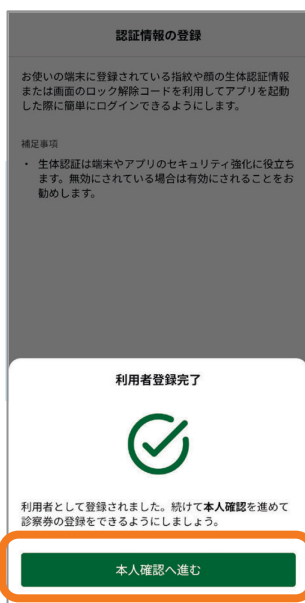 認証情報の登録
お使いの端末に登録されている指紋や顔の生体認証情報
または画面のロック解除コードを利用してアプリを起動
した際に簡単にログインできるようにします。
補足事項
・ 生体認証は端末やアプリのセキュリティ強化に役立ち
ます。無効にされている場合は有効にされることをお
勧めします。
利用者登録完了
利用者として登録されました。続けて本人確認を進めて
診察券の登録をできるようにしましょう。
本人確認へ進む